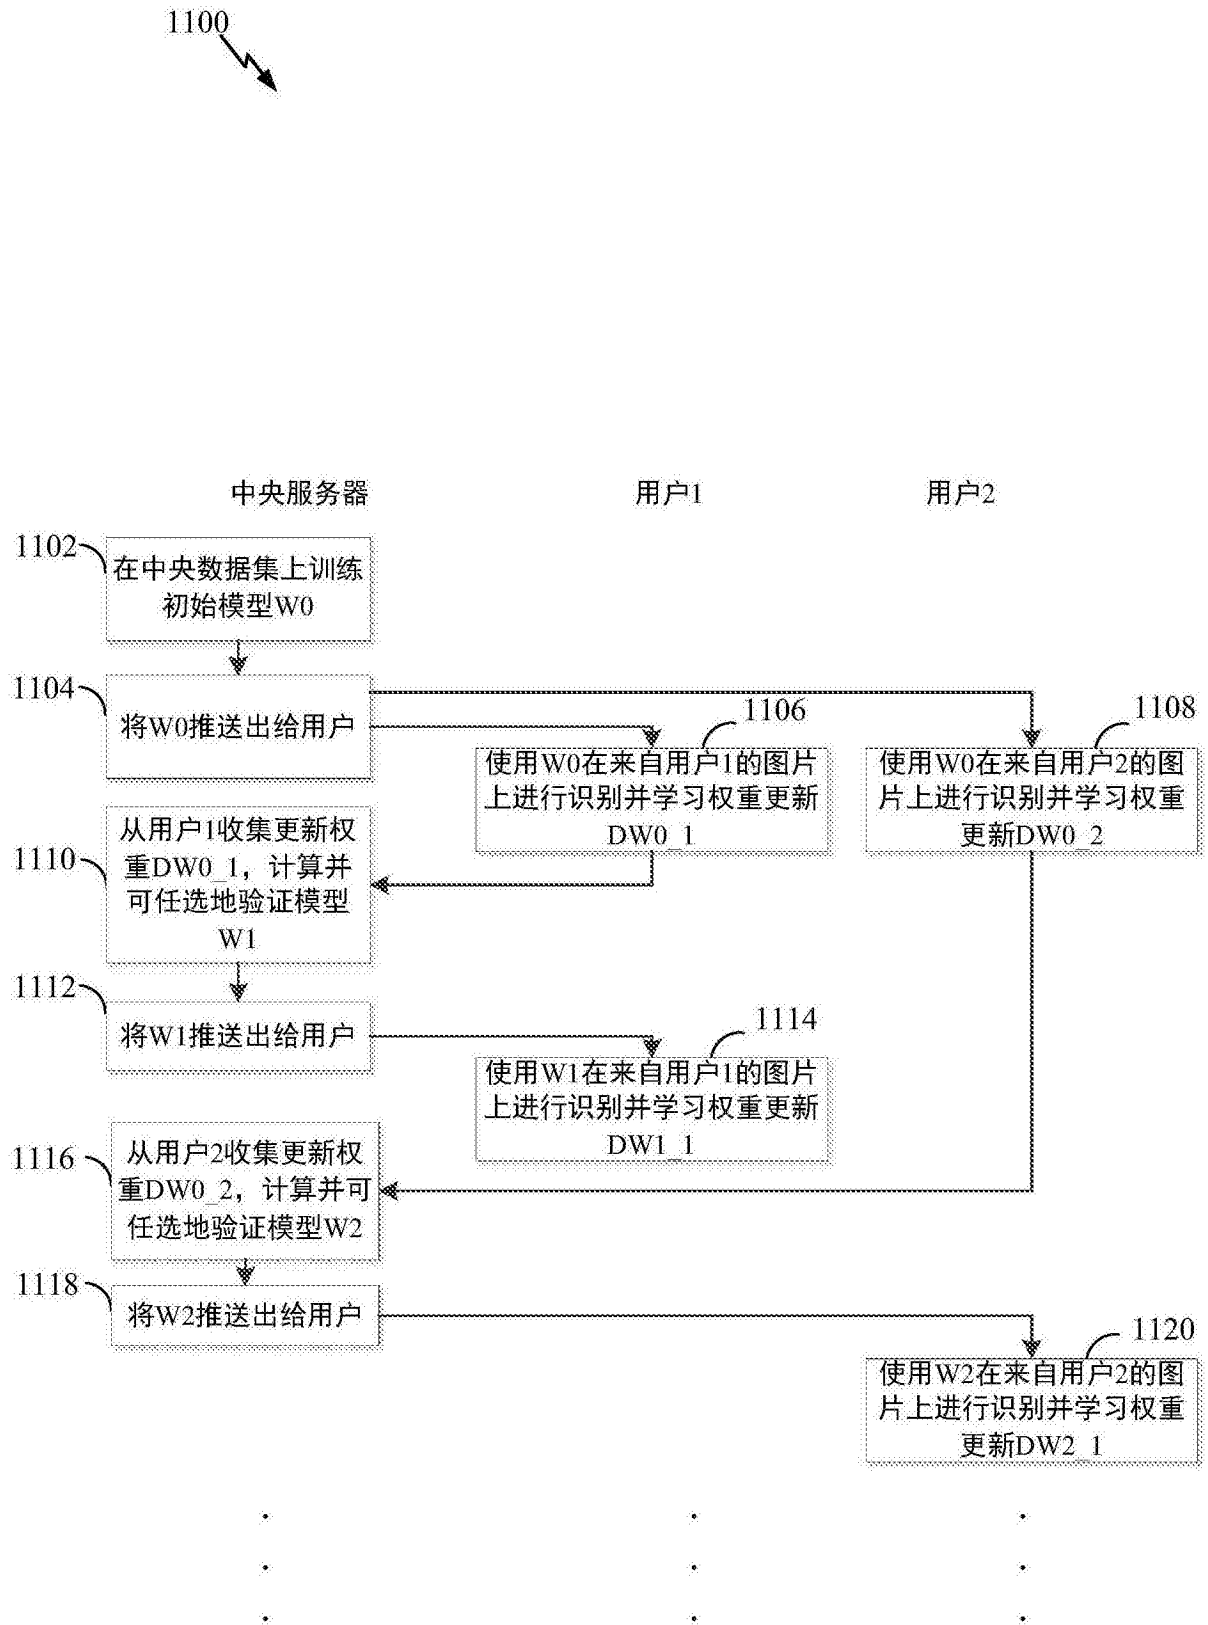 1100
中央服务器
用户1
用户2
1102
在中央数据集上训练
初始模型W0
1104
将W0推送出给用户
1106
使用W0在来自用户1的图片
上进行识别并学习权重更新
DW0_1
1108
使用W0在来自用户2的图
片上进行识别并学习权重
更新DW0_2
1110
从用户1收集更新权
重DW0_1，计算并
可任选地验证模型
W1
1112
将W1推送出给用户
1114
使用W1在来自用户1的图片
上进行识别并学习权重更新
DW1_1
1116
从用户2收集更新权
重DW0_2，计算并可
任选地验证模型W2
1118
将W2推送出给用户
1120
使用W2在来自用户2的图
片上进行识别并学习权重
更新DW2_1